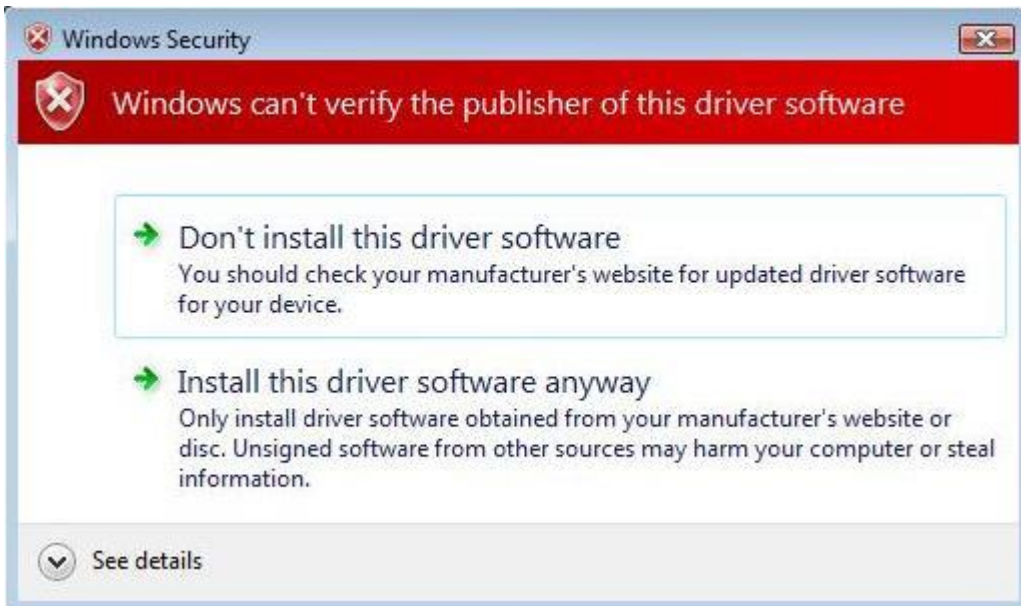 Windows Security
Windows can't verify the publisher of this driver software
Don't install this driver software
You should check your manufacturer's website for updated driver software
for your device.
Install this driver software anyway
Only install driver software obtained from your manufacturer's website or
disc. Unsigned software from other sources may harm your computer or steal
information.
See details